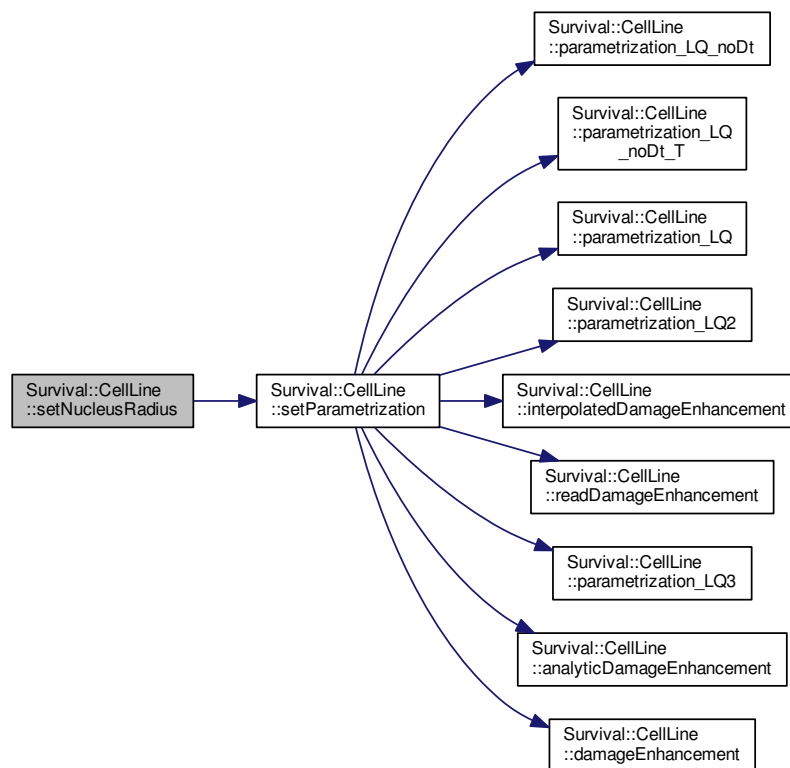 Survival::CellLine
::parametrization_LQ_noDt
Survival::CellLine
::parametrization_LQ
_noDt_T
Survival::CellLine
::parametrization_LQ
Survival::CellLine
::parametrization_LQ2
Survival::CellLine
::setNucleusRadius
Survival::CellLine
::setParametrization
Survival::CellLine
::interpolatedDamageEnhancement
Survival::CellLine
::readDamageEnhancement
Survival::CellLine
::parametrization_LQ3
Survival::CellLine
::analyticDamageEnhancement
Survival::CellLine
::damageEnhancement